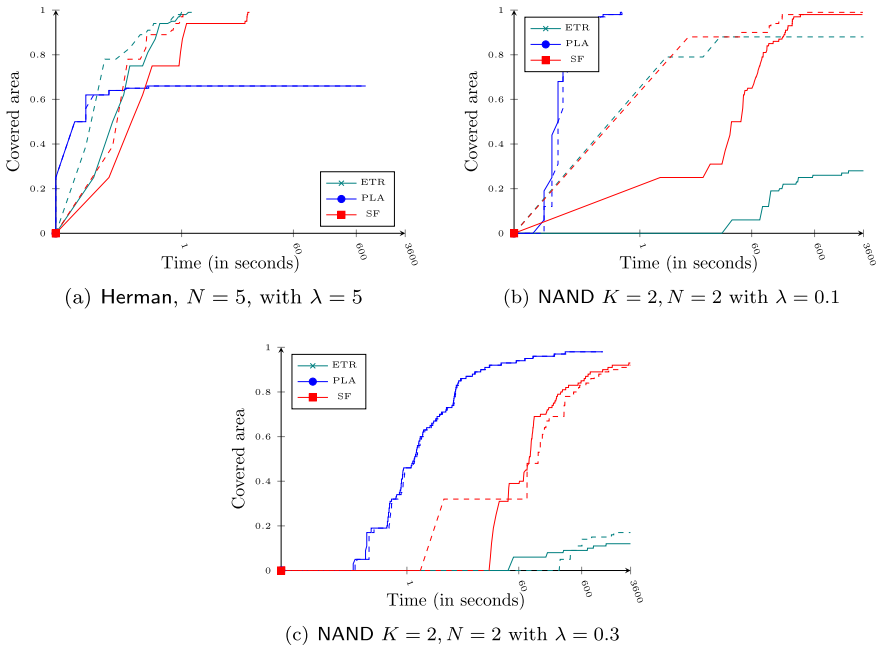 1
0.8
0.6
0.4
0.2
0
Covered area
ETR
PLA
SF
1
60
600
3600
Time (in seconds)
(a) Herman, N = 5, with λ = 5
1
0.8
0.6
0.4
0.2
0
Covered area
ETR
PLA
SF
1
60
600
3600
Time (in seconds)
(b) NAND K = 2, N = 2 with λ = 0.1
1
0.8
0.6
0.4
0.2
0
Covered area
ETR
PLA
SF
1
60
600
3600
Time (in seconds)
(c) NAND K = 2, N = 2 with λ = 0.3